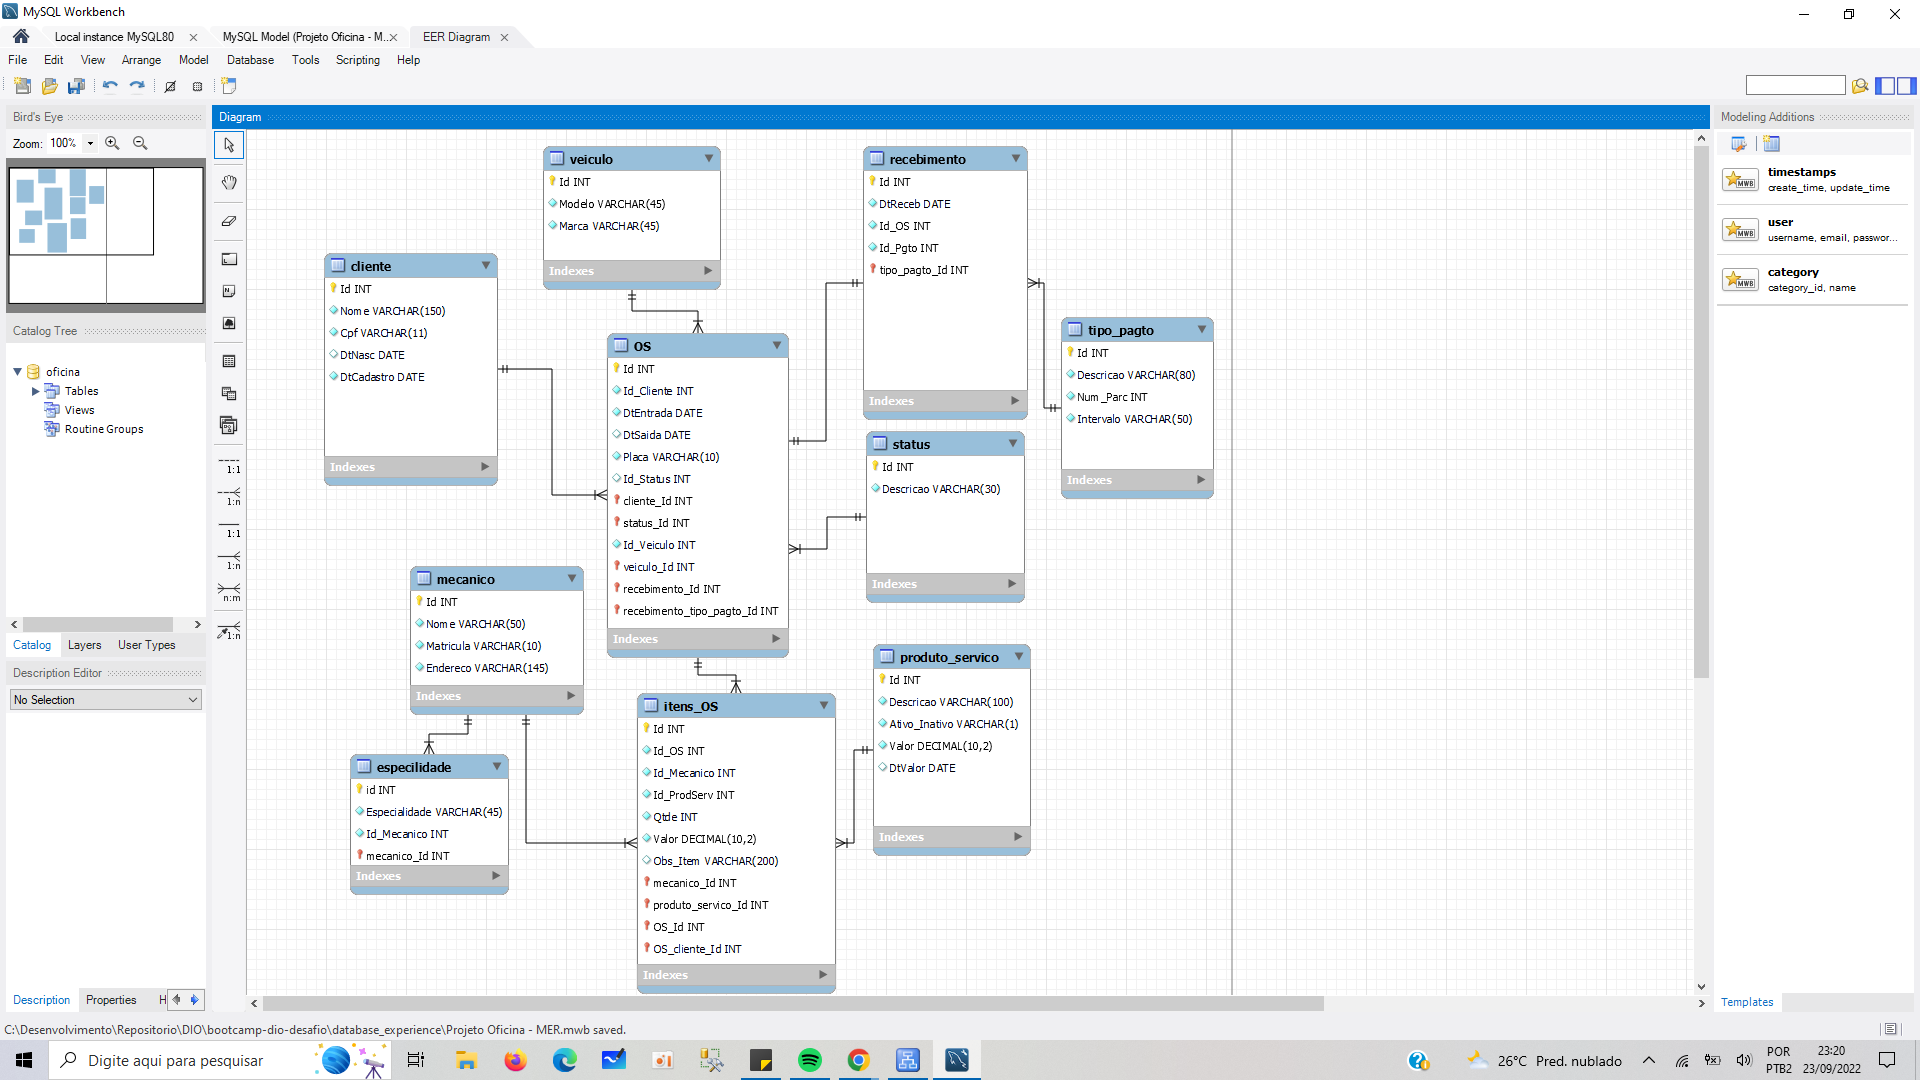 MySQL Workbench
Local instance MySQL80
MySQL Model (Projeto Oficina - M..
EER Diagram
File Edit View Arrange Model Database Tools Scripting Help
Bird's Eye
Zoom: 100%
Catalog Tree
oficina
Tables
Views
Routine Groups
Catalog Layers User Types
Description Editor
No Selection
Description Properties H
Diagram
1:1
1:n
1:1
1:n
n:m
1:n
veiculo
Id INT
Modelo VARCHAR(45)
Marca VARCHAR(45)
Indexes
recebimento
Id INT
DtReceb DATE
Id_OS INT
Id_Pgto INT
tipo_pagto_Id INT
Indexes
cliente
Id INT
Nome VARCHAR(150)
Cpf VARCHAR(11)
DtNasc DATE
DtCadastro DATE
Indexes
OS
Id INT
Id_Cliente INT
DtEntrada DATE
DtSaida DATE
Placa VARCHAR(10)
Id_Status INT
cliente_Id INT
status_Id INT
Id_Veiculo INT
veiculo_Id INT
recebimento_Id INT
recebimento_tipo_pagto_Id INT
Indexes
tipo_pagto
Id INT
Descricao VARCHAR(80)
Num_Parc INT
Intervalo VARCHAR(50)
Indexes
status
Id INT
Descricao VARCHAR(30)
Indexes
mecanico
Id INT
Nome VARCHAR(50)
Matricula VARCHAR(10)
Endereco VARCHAR(145)
Indexes
produto_servico
Id INT
Descricao VARCHAR(100)
Ativo_Inativo VARCHAR(1)
Valor DECIMAL(10,2)
DtValor DATE
Indexes
itens_OS
Id INT
Id_OS INT
Id_Mecanico INT
Id_ProdServ INT
Qtde INT
Valor DECIMAL(10,2)
Obs_Item VARCHAR(200)
mecanico_Id INT
produto_servico_Id INT
OS_Id INT
OS_cliente_Id INT
Indexes
especilidade
id INT
Especialidade VARCHAR(45)
Id_Mecanico INT
mecanico_Id INT
Indexes
Modeling Additions
MWB
timestamps
create_time, update_time
MWB
user
username, email, passwor...
MWB
category
category_id, name
Templates
C:\Desenvolvimento\Repositorio\DIO\bootcamp-dio-desafio\database_experience\Projeto Oficina - MER.mwb saved.
Digite aqui para pesquisar
26°C Pred. nublado
POR
PTB2
23:20
23/09/2022